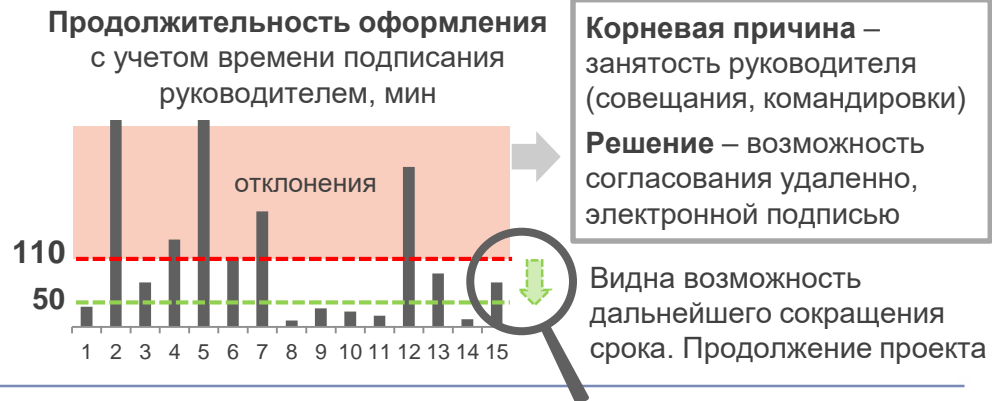 Продолжительность оформления
с учетом времени подписания
руководителем, мин
отклонения
110
50
1 2 3 4 5 6 7 8 9 10 11 12 13 14 15
Корневая причина –
занятость руководителя
(совещания, командировки)
Решение – возможность
согласования удаленно,
электронной подписью
Видна возможность
дальнейшего сокращения
срока. Продолжение проекта